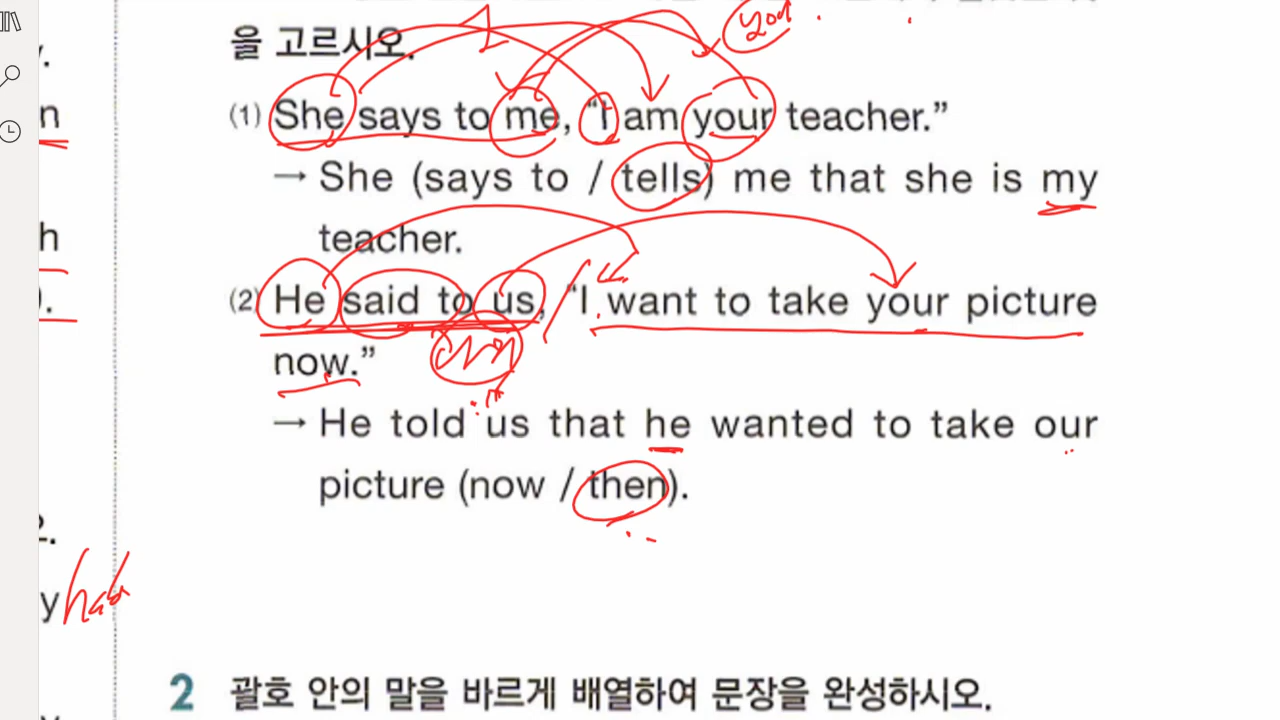 을 고르시오.
you
(1) She says to me, “I am your teacher.”
→ She (says to / tells) me that she is my
teacher.
(2) He said to us, “I want to take your picture
now.”
→ He told us that he wanted to take our
picture (now / then).
2 괄호 안의 말을 바르게 배열하여 문장을 완성하시오.